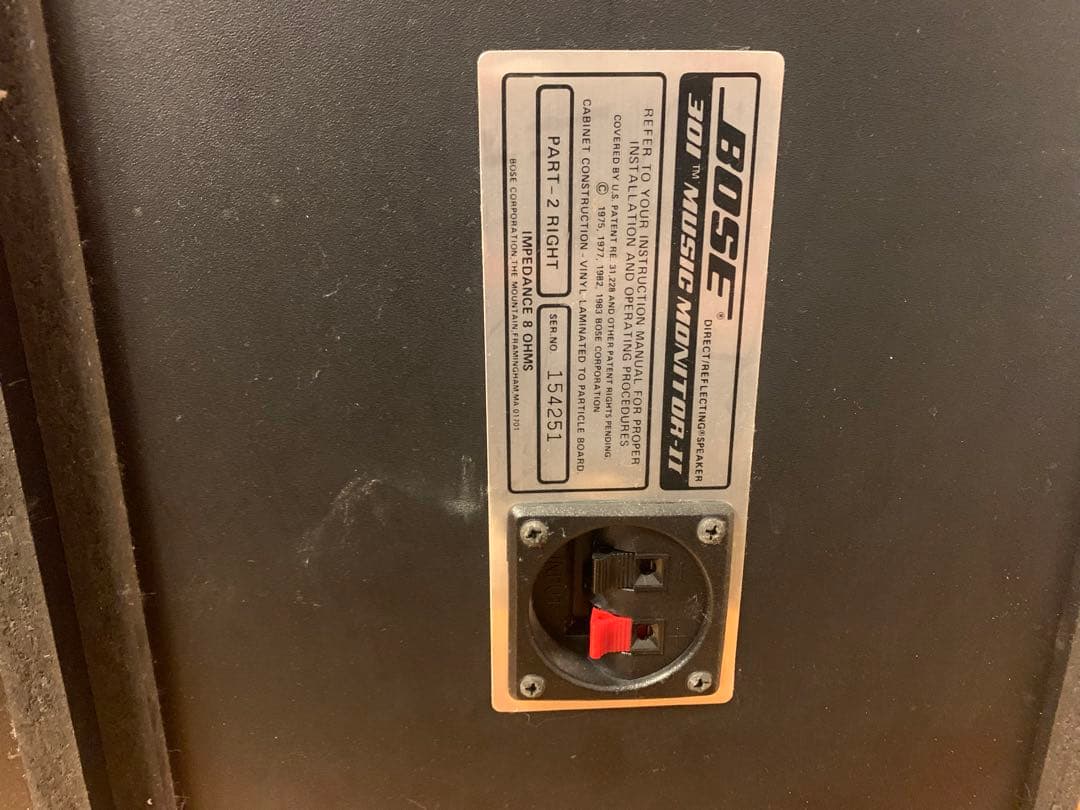 BOSE®
DIRECT/REFLECTING® SPEAKER
301™ MUSIC MONITOR-II
REFER TO YOUR INSTRUCTION MANUAL FOR PROPER
INSTALLATION AND OPERATING PROCEDURES
COVERED BY U.S. PATENT RE. 31,228 AND OTHER PATENT RIGHTS PENDING.
© 1975, 1977, 1982, 1983 BOSE CORPORATION
CABINET CONSTRUCTION - VINYL LAMINATED TO PARTICLE BOARD.
PART-2 RIGHT
SER.NO 154251
IMPEDANCE 8 OHMS
BOSE CORPORATION, THE MOUNTAIN, FRAMINGHAM, MA 01701